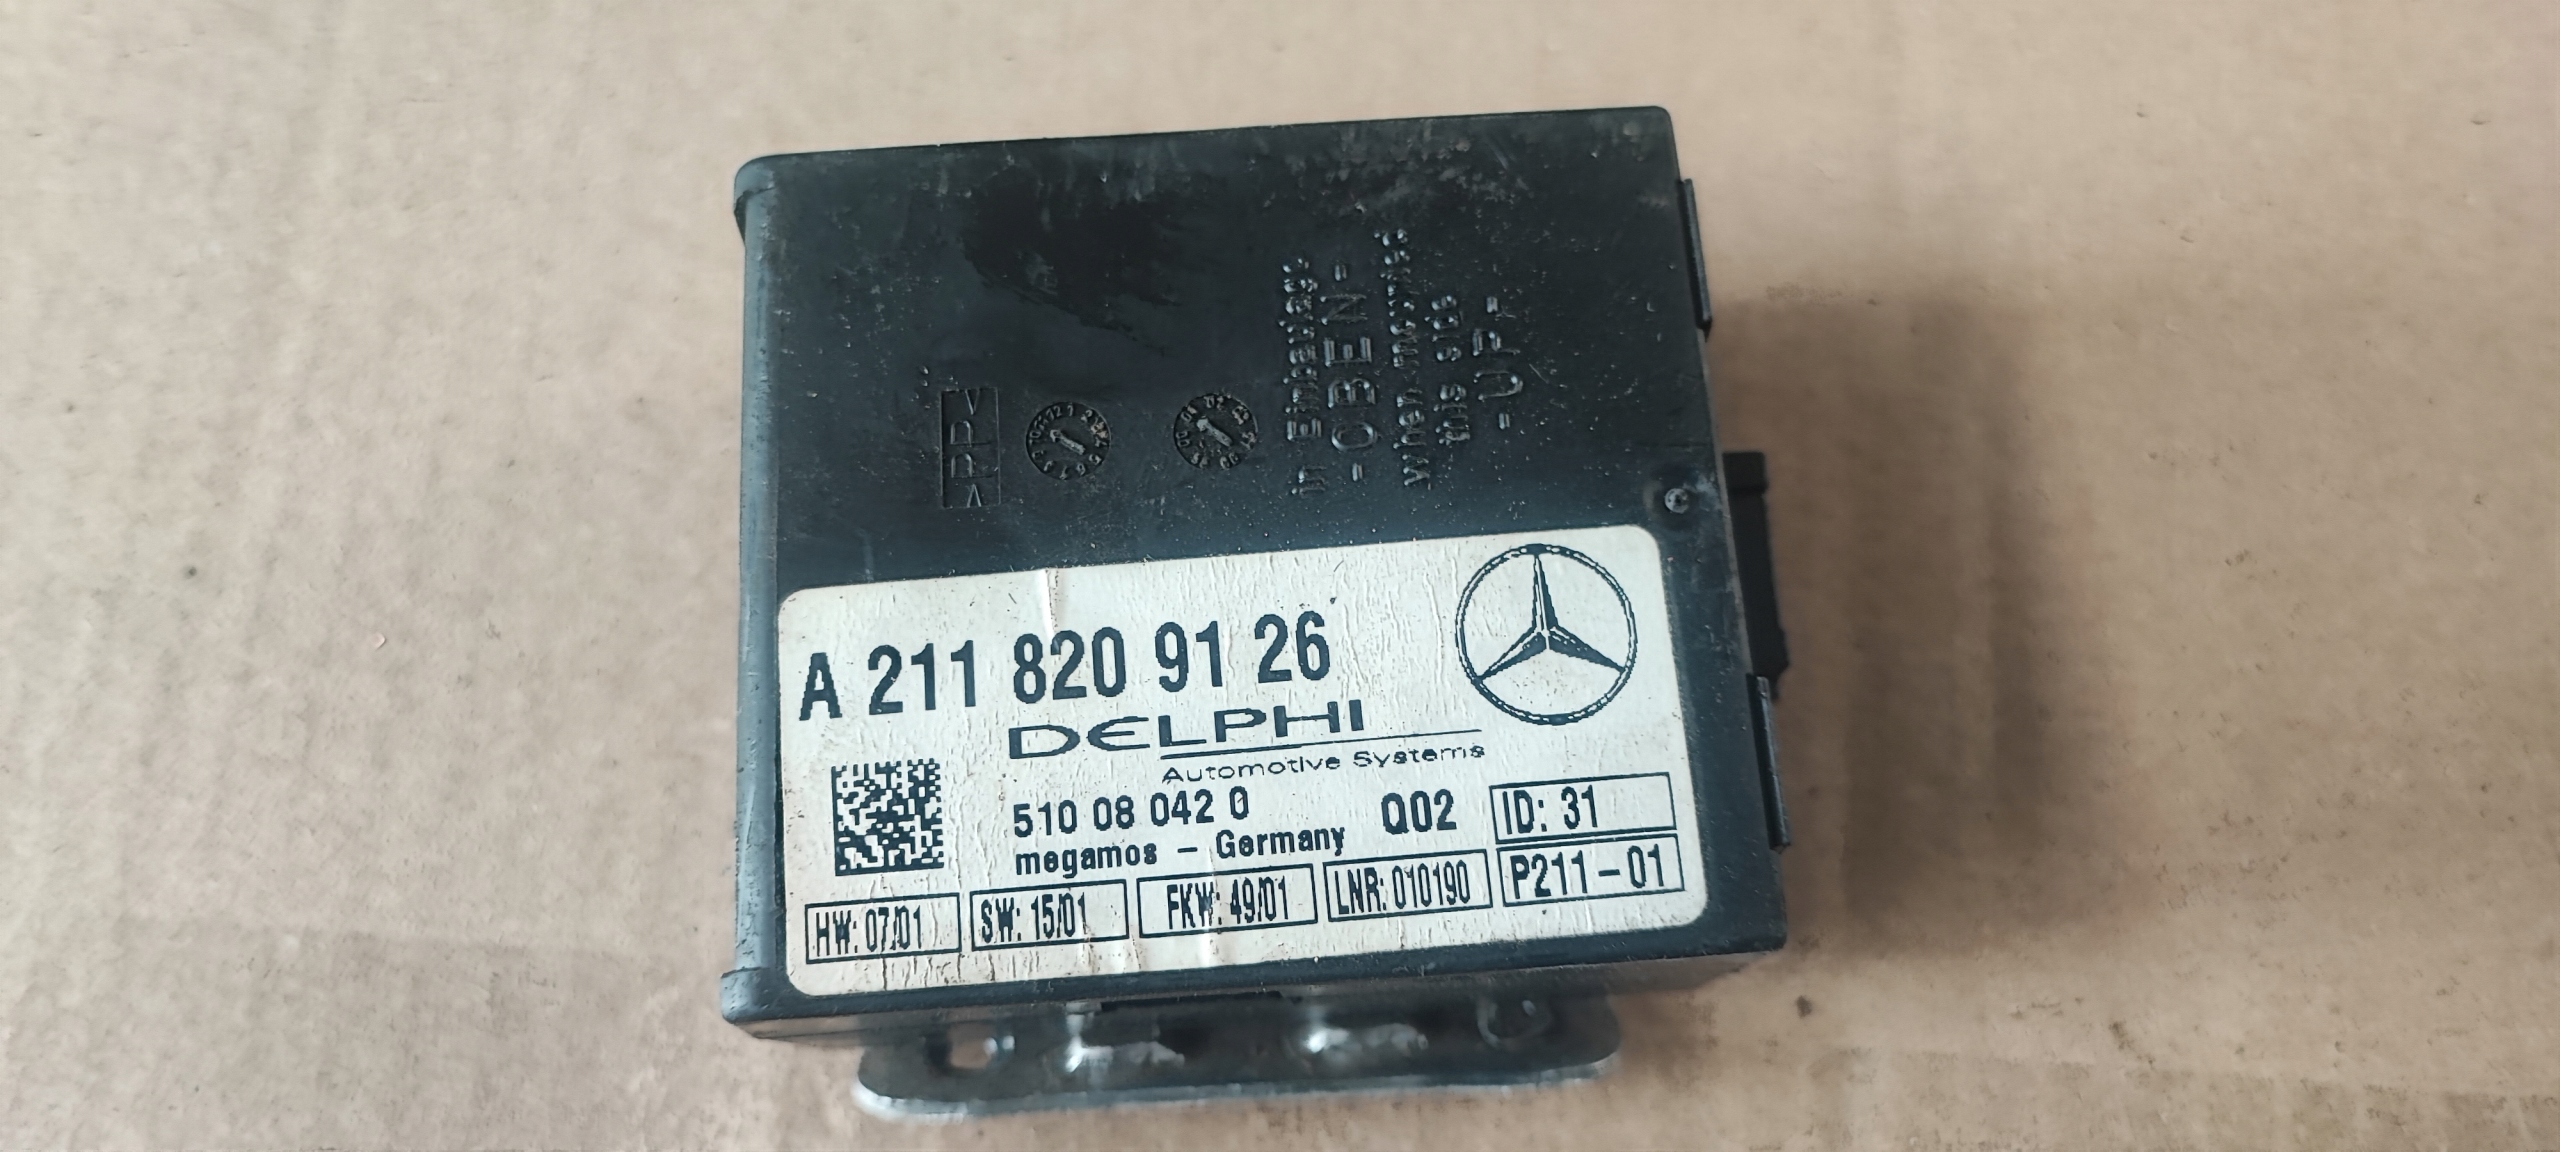 in Einbaulage
-OBEN-
when mounted
this side
-UP-
>PP<
A 211 820 91 26
DELPHI
Automotive Systems
510 08 042 0
Q02
ID: 31
megamos - Germany
P211-01
HW: 07/01
SW: 15/01
FKW: 49/01
LNR: 010190